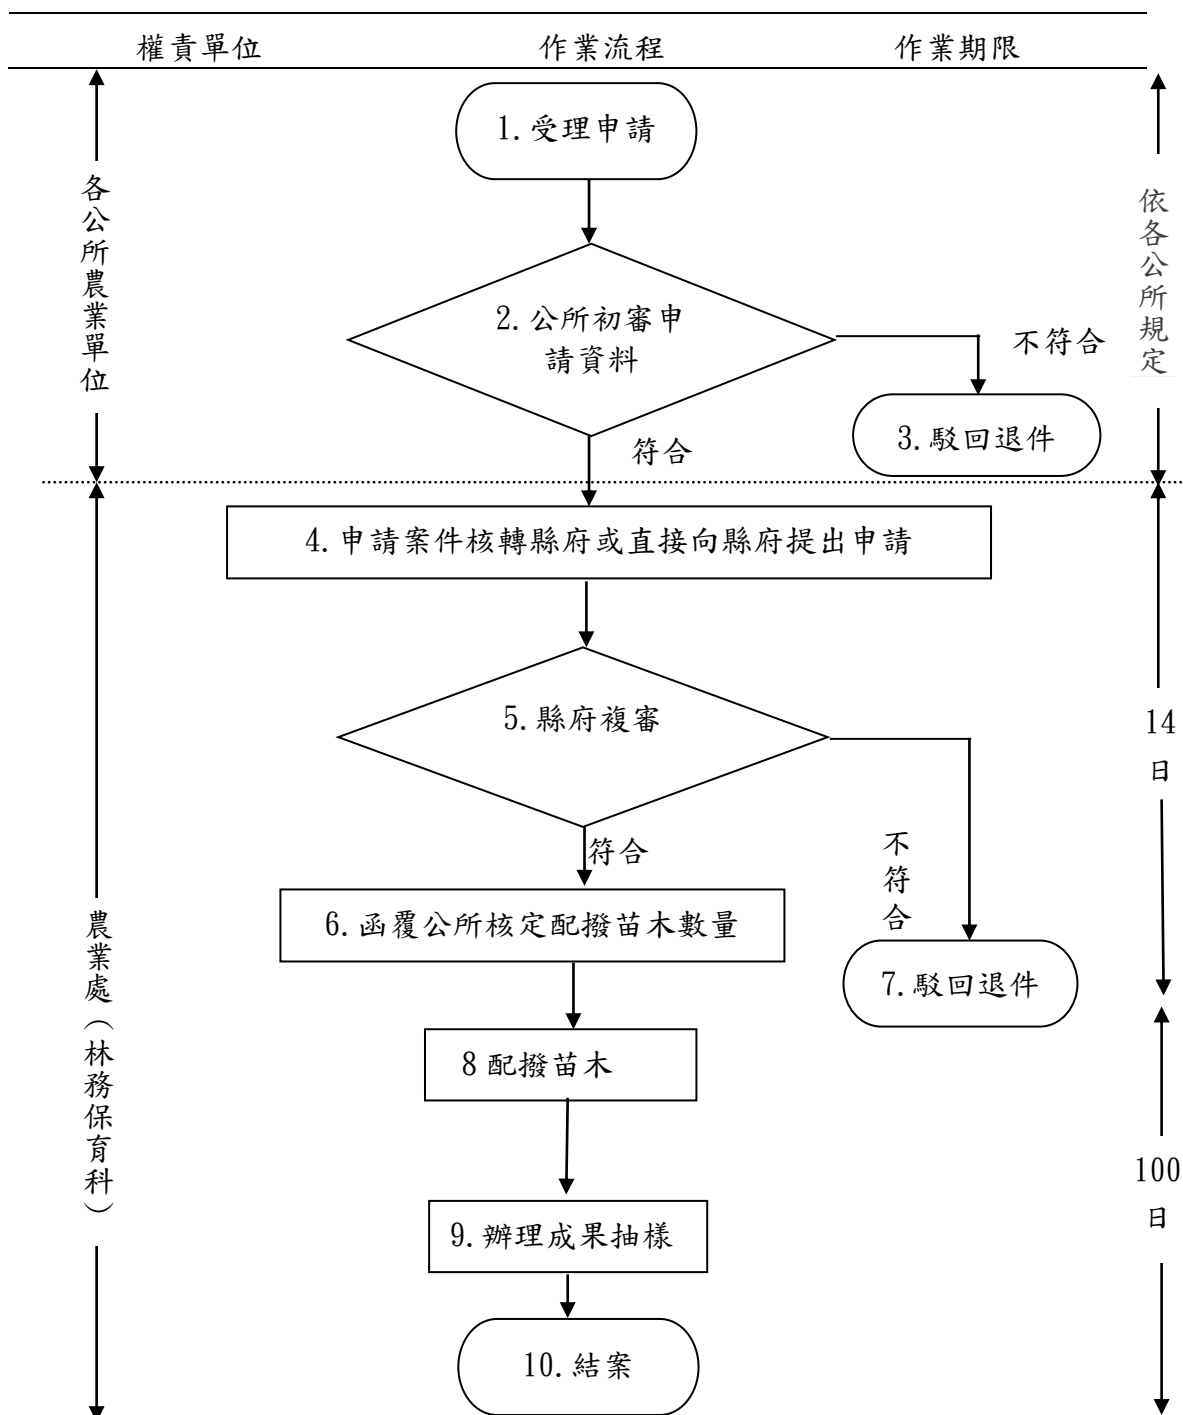 權責單位 作業流程 作業期限
1.受理申請
各公所農業單位
依各公所規定
2.公所初審申
請資料
不符合
3.駁回退件
符合
4.申請案件核轉縣府或直接向縣府提出申請
5.縣府複審
14
日
符合
不符合
6.函覆公所核定配撥苗木數量
7.駁回退件
農業處（林務保育科）
8配撥苗木
100
日
9.辦理成果抽樣
10.結案